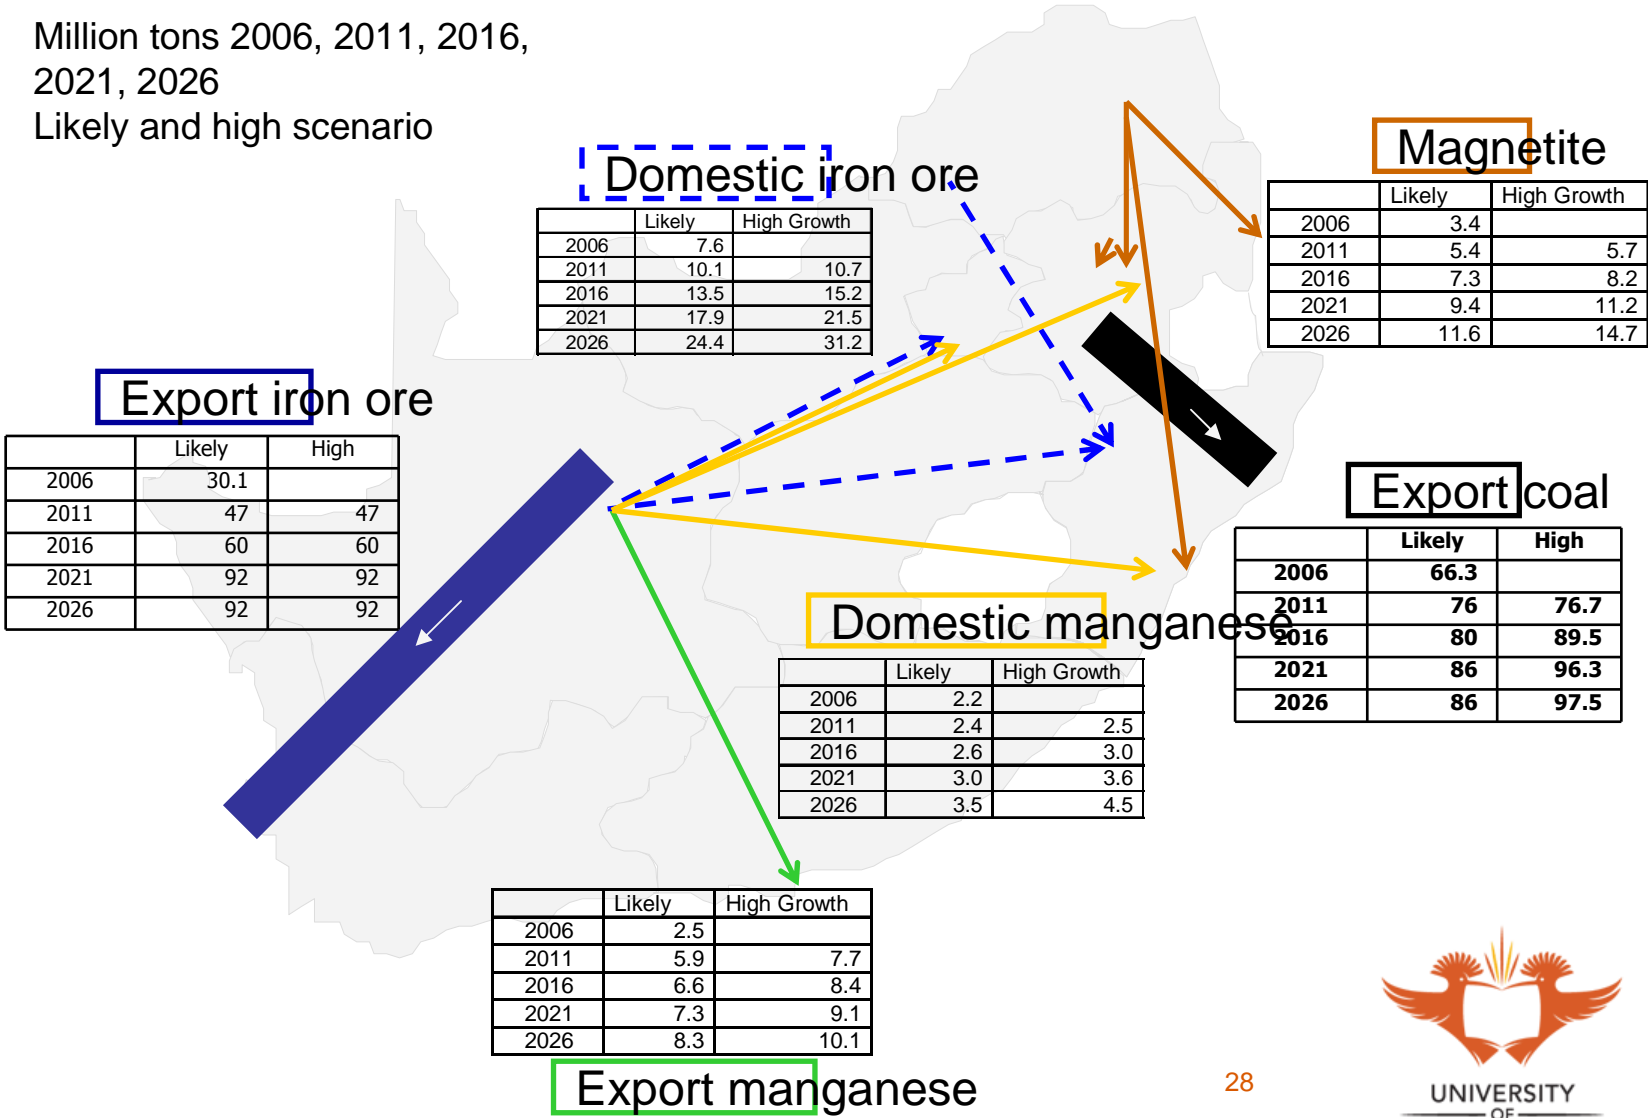 Million tons 2006, 2011, 2016,
2021, 2026
Likely and high scenario
Domestic iron ore
Likely High Growth
2006 7.6
2011 10.1 10.7
2016 13.5 15.2
2021 17.9 21.5
2026 24.4 31.2
Magnetite
Likely High Growth
2006 3.4
2011 5.4 5.7
2016 7.3 8.2
2021 9.4 11.2
2026 11.6 14.7
Export iron ore
Likely High
2006 30.1
2011 47 47
2016 60 60
2021 92 92
2026 92 92
Export coal
Likely High
2006 66.3
2011 76 76.7
2016 80 89.5
2021 86 96.3
2026 86 97.5
Domestic manganese
Likely High Growth
2006 2.2
2011 2.4 2.5
2016 2.6 3.0
2021 3.0 3.6
2026 3.5 4.5
Likely High Growth
2006 2.5
2011 5.9 7.7
2016 6.6 8.4
2021 7.3 9.1
2026 8.3 10.1
Export manganese
28
UNIVERSITY
OF